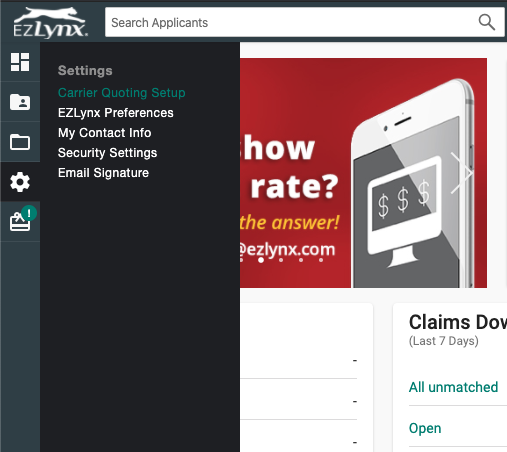 EZLynx.
Search Applicants
Settings
Carrier Quoting Setup
EZLynx Preferences
My Contact Info
Security Settings
Email Signature
!
how
rate?
$ $ $
the answer!
@ezlynx.com
Claims Dow
(Last 7 Days)
-
All unmatched
-
Open
-